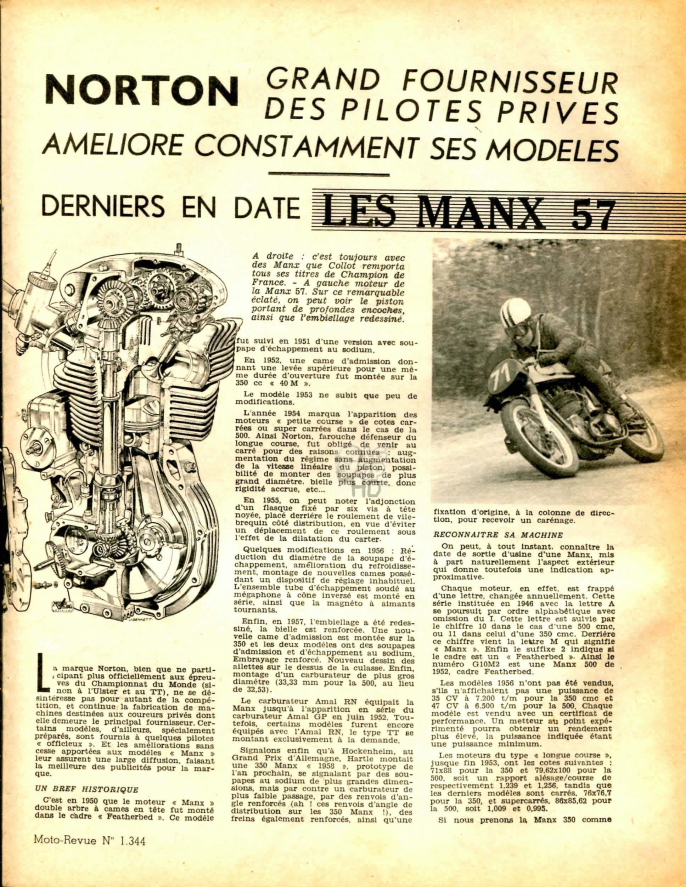 NORTON GRAND FOURNISSEUR
DES PILOTES PRIVES
AMELIORE CONSTAMMENT SES MODELES
DERNIERS EN DATE LES MANX 57
A droite : c'est toujours avec
des Manx que Collot remporta
tous ses titres de Champion de
France. - A gauche moteur de
la Manx 57. Sur ce remarquable
éclaté, on peut voir le piston
portant de profondes encoches,
ainsi que l'embiellage redessiné.
La marque Norton, bien que ne parti-
cipant plus officiellement aux épreu-
ves du Championnat du Monde (si-
non à l'Ulster et au TT), ne se dé-
sintéresse pas pour autant de la compé-
tition, et continue la fabrication de ma-
chines destinées aux coureurs privés dont
elle demeure le principal fournisseur. Cer-
tains modèles, d'ailleurs, spécialement
préparés, sont fournis à quelques pilotes
« officieux ». Et les améliorations sans
cesse apportées aux modèles « Manx »
leur assurent une large diffusion, faisant
la meilleure des publicités pour la mar-
que.
UN BREF HISTORIQUE
C'est en 1950 que le moteur « Manx »
double arbre à cames en tête fut monté
dans le cadre « Featherbed ». Ce modèle
fut suivi en 1951 d'une version avec sou-
pape d'échappement au sodium.
En 1952, une came d'admission don-
nant une levée supérieure pour une mê-
me durée d'ouverture fut montée sur la
350 cc « 40 M ».
Le modèle 1953 ne subit que peu de
modifications.
L'année 1954 marqua l'apparition des
moteurs « petite course » de cotes car-
rées ou super carrées dans le cas de la
500. Ainsi Norton, farouche défenseur du
longue course, fut obligé de venir au
carré pour des raisons connues : aug-
mentation du régime sans augmentation
de la vitesse linéaire du piston, possi-
bilité de monter des soupapes de plus
grand diamètre, bielle plus courte, donc
rigidité accrue, etc...
En 1955, on peut noter l'adjonction
d'un flasque fixé par six vis à tête
noyée, placé derrière le roulement de vile-
brequin côté distribution, en vue d'éviter
un déplacement de ce roulement sous
l'effet de la dilatation du carter.
Quelques modifications en 1956 : Ré-
duction du diamètre de la soupape d'é-
chappement, amélioration du refroidisse-
ment, montage de nouvelles cames possé-
dant un dispositif de réglage inhabituel.
L'ensemble tube d'échappement soudé au
mégaphone à cône inversé est monté en
série, ainsi que la magnéto à aimants
tournants.
Enfin, en 1957, l'embiellage a été redes-
siné, la bielle est renforcée. Une nou-
velle came d'admission est montée sur la
350 et les deux modèles ont des soupapes
d'admission et d'échappement au sodium,
Embrayage renforcé. Nouveau dessin des
ailettes sur le dessus de la culasse. Enfin,
montage d'un carburateur de plus gros
diamètre (33,33 mm pour la 500, au lieu
de 32,53).
Le carburateur Amal RN équipait la
Manx jusqu'à l'apparition en série du
carburateur Amal GP en juin 1952. Tou-
tefois, certains modèles furent encore
équipés avec l'Amal RN, le type TT se
montant exclusivement à la demande.
Signalons enfin qu'à Hockenheim, au
Grand Prix d'Allemagne, Hartle montait
une 350 Manx « 1958 », prototype de
l'an prochain, se signalant par des sou-
papes au sodium de plus grandes dimen-
sions, mais par contre un carburateur de
plus faible passage, par des renvois d'an-
gle renforcés (ah ! ces renvois d'angle de
distribution sur les 350 Manx !), des
freins également renforcés, ainsi qu'une
fixation d'origine, à la colonne de direc-
tion, pour recevoir un carénage.
RECONNAITRE SA MACHINE
On peut, à tout instant, connaître la
date de sortie d'usine d'une Manx, mis
à part naturellement l'aspect extérieur
qui donne toutefois une indication ap-
proximative.
Chaque moteur, en effet, est frappé
d'une lettre, changée annuellement. Cette
série instituée en 1946 avec la lettre A
se poursuit par ordre alphabétique avec
omission du I. Cette lettre est suivie par
le chiffre 10 dans le cas d'une 500 cmc,
ou 11 dans celui d'une 350 cmc. Derrière
ce chiffre vient la lettre M qui signifie
« Manx ». Enfin le suffixe 2 indique si
le cadre est un « Featherbed ». Ainsi le
numéro G10M2 est une Manx 500 de
1952, cadre Featherbed.
Les modèles 1956 n'ont pas été vendus,
s'ils n'affichaient pas une puissance de
35 CV à 7.200 t/m pour la 350 cmc et
47 CV à 6.500 t/m pour la 500. Chaque
modèle est vendu avec un certificat de
performance. Un metteur au point expé-
rimenté pourra obtenir un rendement
plus élevé, la puissance indiquée étant
une puissance minimum.
Les moteurs du type « longue course »,
jusque fin 1953, ont les cotes suivantes :
71x88 pour la 350 et 79,62x100 pour la
500, soit un rapport alésage/course de
respectivement 1,239 et 1,256, tandis que
les derniers modèles sont carrés, 76x76,7
pour la 350, et supercarrés, 86x85,62 pour
la 500, soit 1,009 et 0,995.
Si nous prenons la Manx 350 comme
Moto-Revue N° 1.344